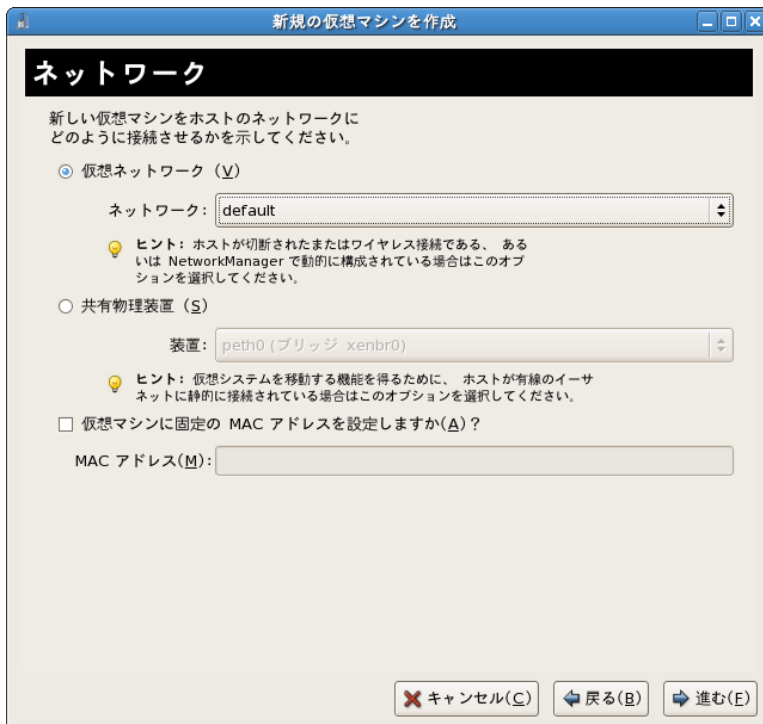 新規の仮想マシンを作成
ネットワーク
新しい仮想マシンをホストのネットワークに
どのように接続させるかを示してください。
仮想ネットワーク (V)
ネットワーク: default
ヒント: ホストが切断されたまたはワイヤレス接続である、 ある
いは NetworkManager で動的に構成されている場合はこのオプ
ションを選択してください。
共有物理装置 (S)
装置: peth0 (ブリッジ xenbr0)
ヒント: 仮想システムを移動する機能を得るために、 ホストが有線のイーサ
ネットに静的に接続されている場合はこのオプションを選択してください。
仮想マシンに固定の MAC アドレスを設定しますか(A)?
MAC アドレス(M):
キャンセル(C) 戻る(B) 進む(F)